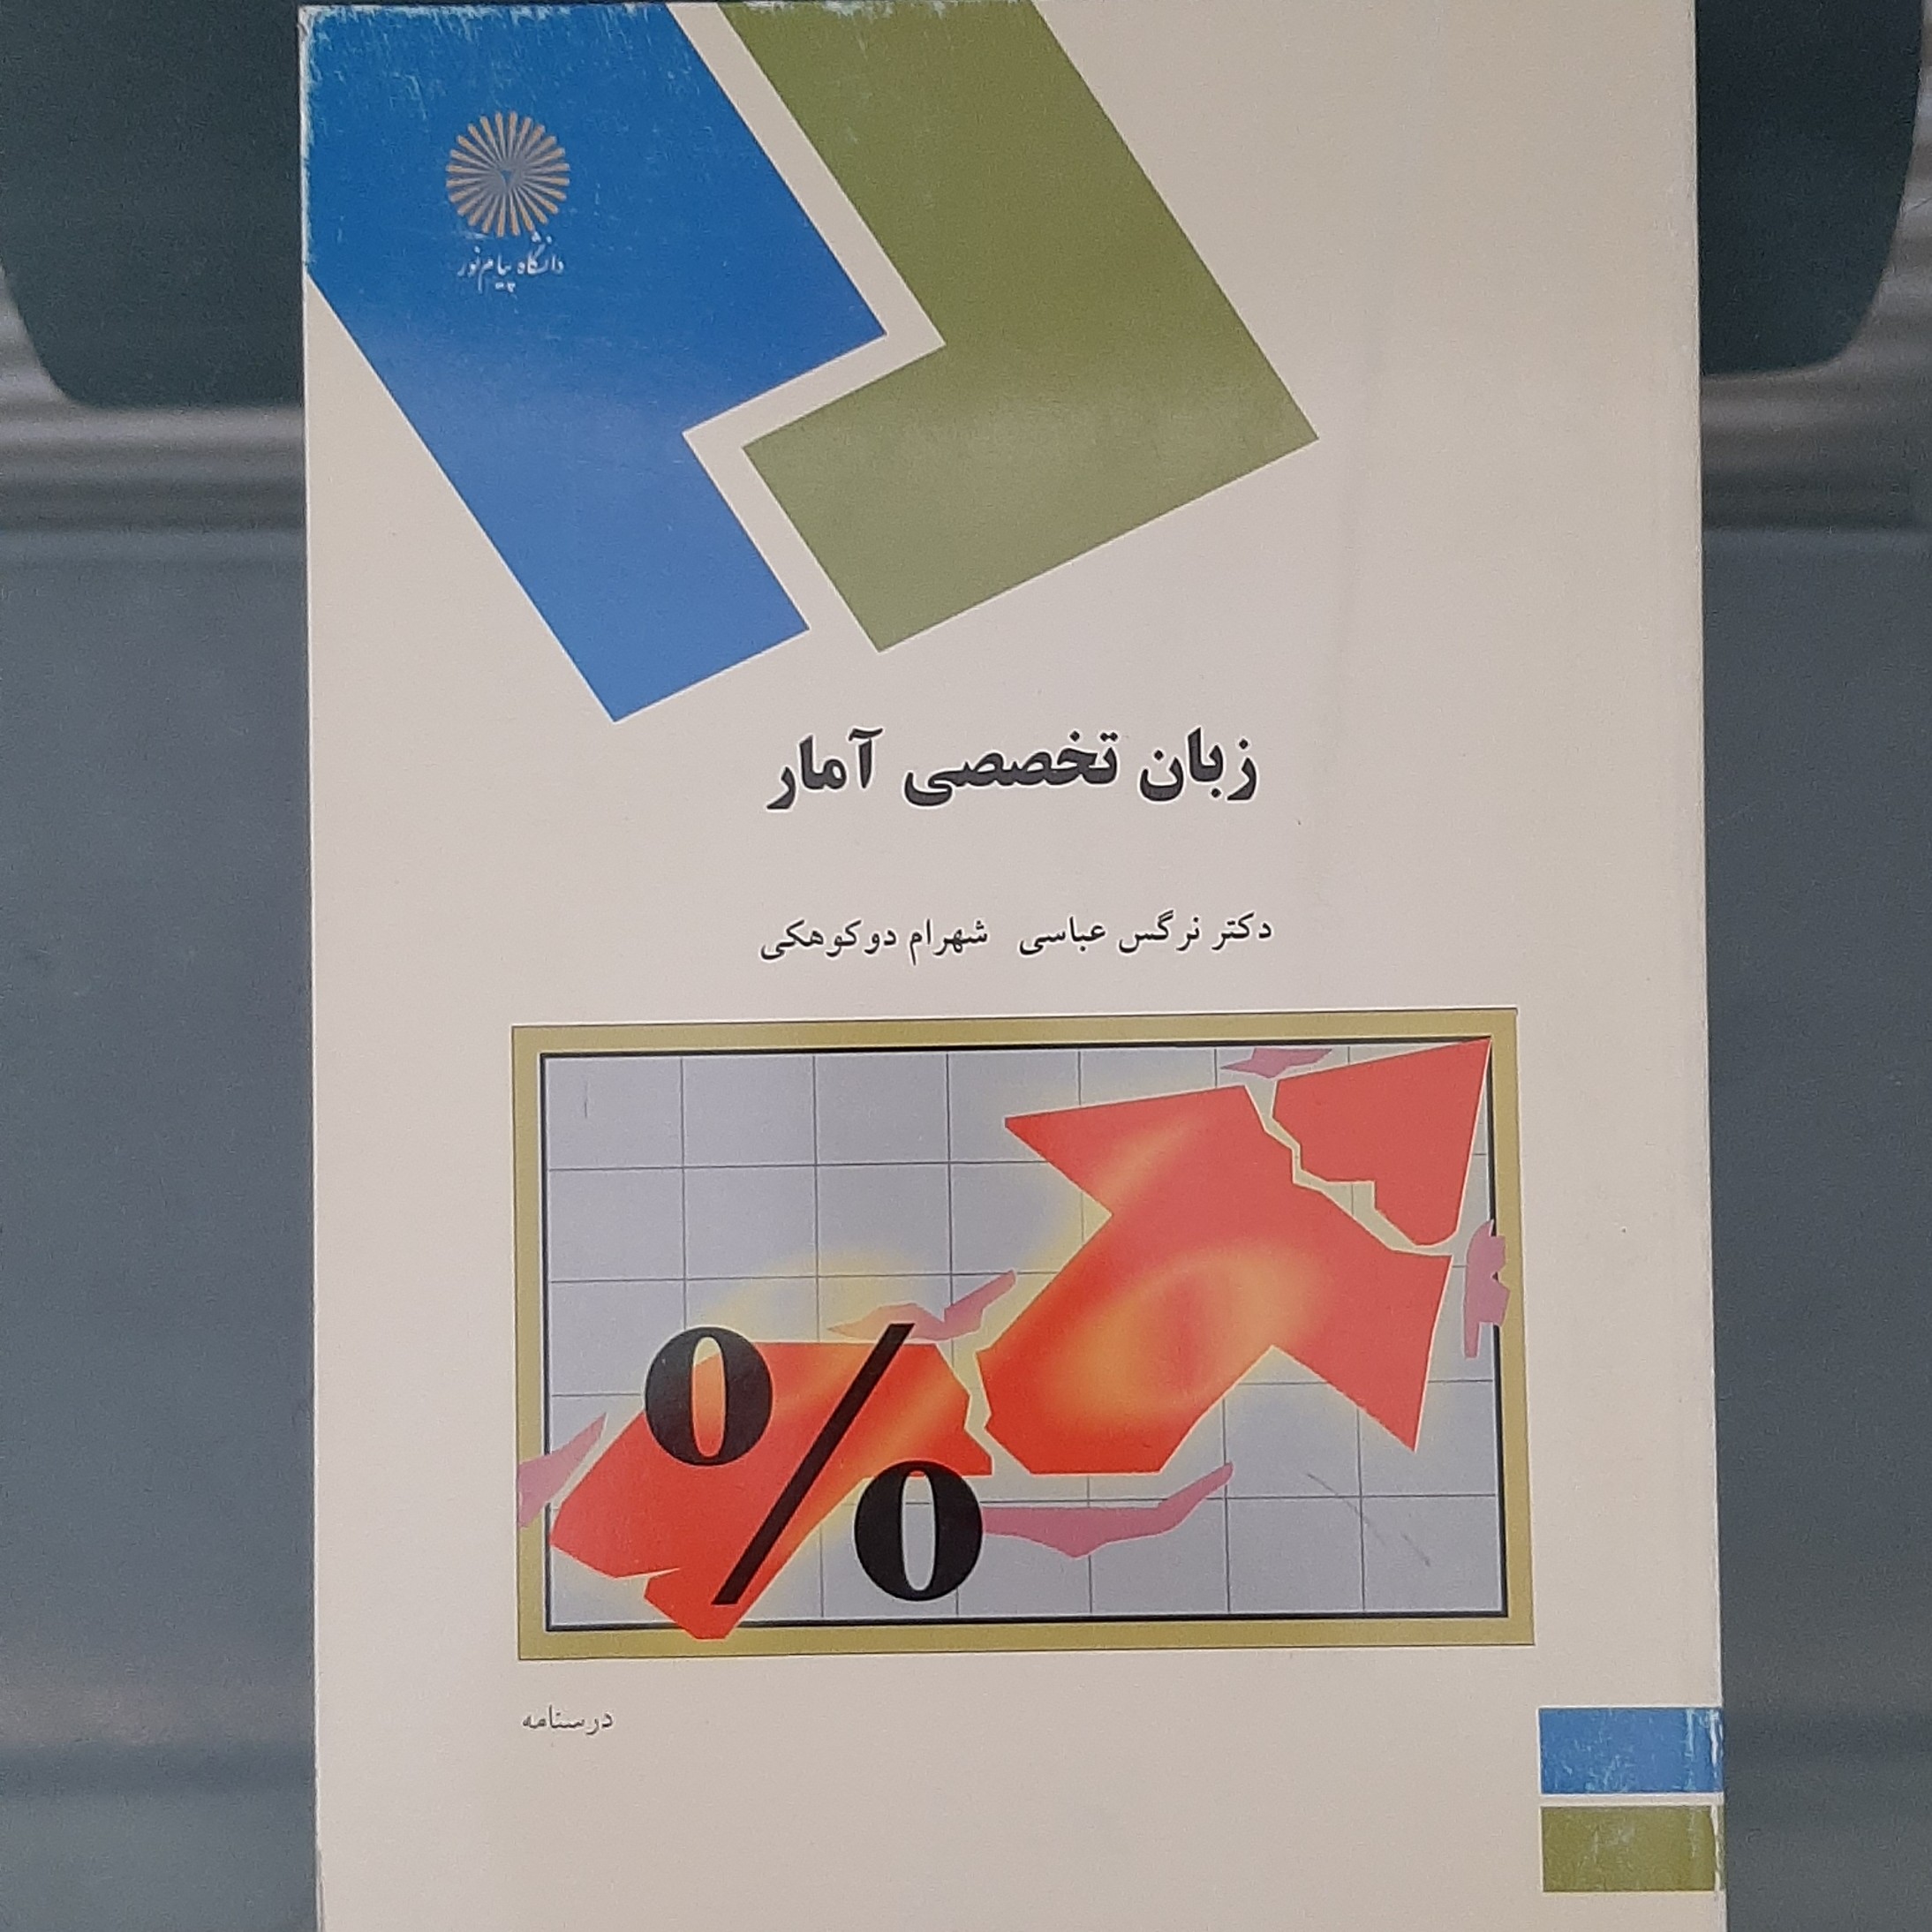 دانشگاه پیام نور
زبان تخصصی آمار
دکتر نرگس عباسی شهرام دوکوهکی
%
درسنامه